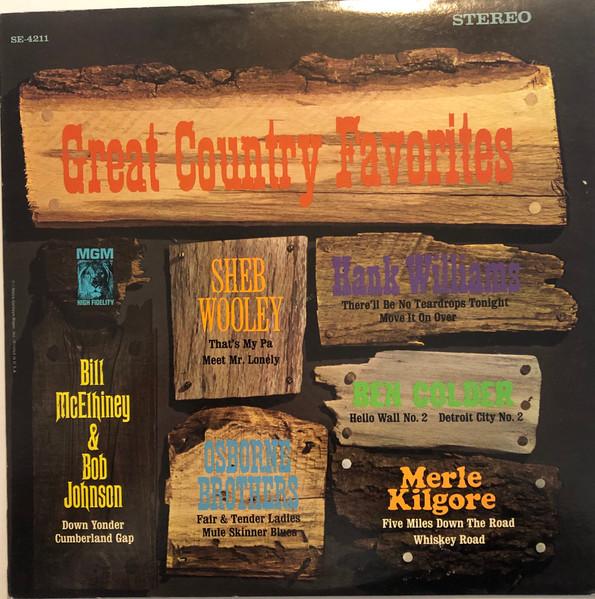 STEREO
SE-4211
Great Country Favorites
MGM
HIGH FIDELITY
SHEB
WOOLEY
That's My Pa
Meet Mr. Lonely
Hank Williams
There'll Be No Teardrops Tonight
Move It On Over
Bill
McElhiney
&
Bob
Johnson
Down Yonder
Cumberland Gap
BEN COLDER
Hello Wall No. 2 Detroit City No. 2
OSBORNE
BROTHERS
Fair & Tender Ladies
Mule Skinner Blues
Merle
Kilgore
Five Miles Down The Road
Whiskey Road